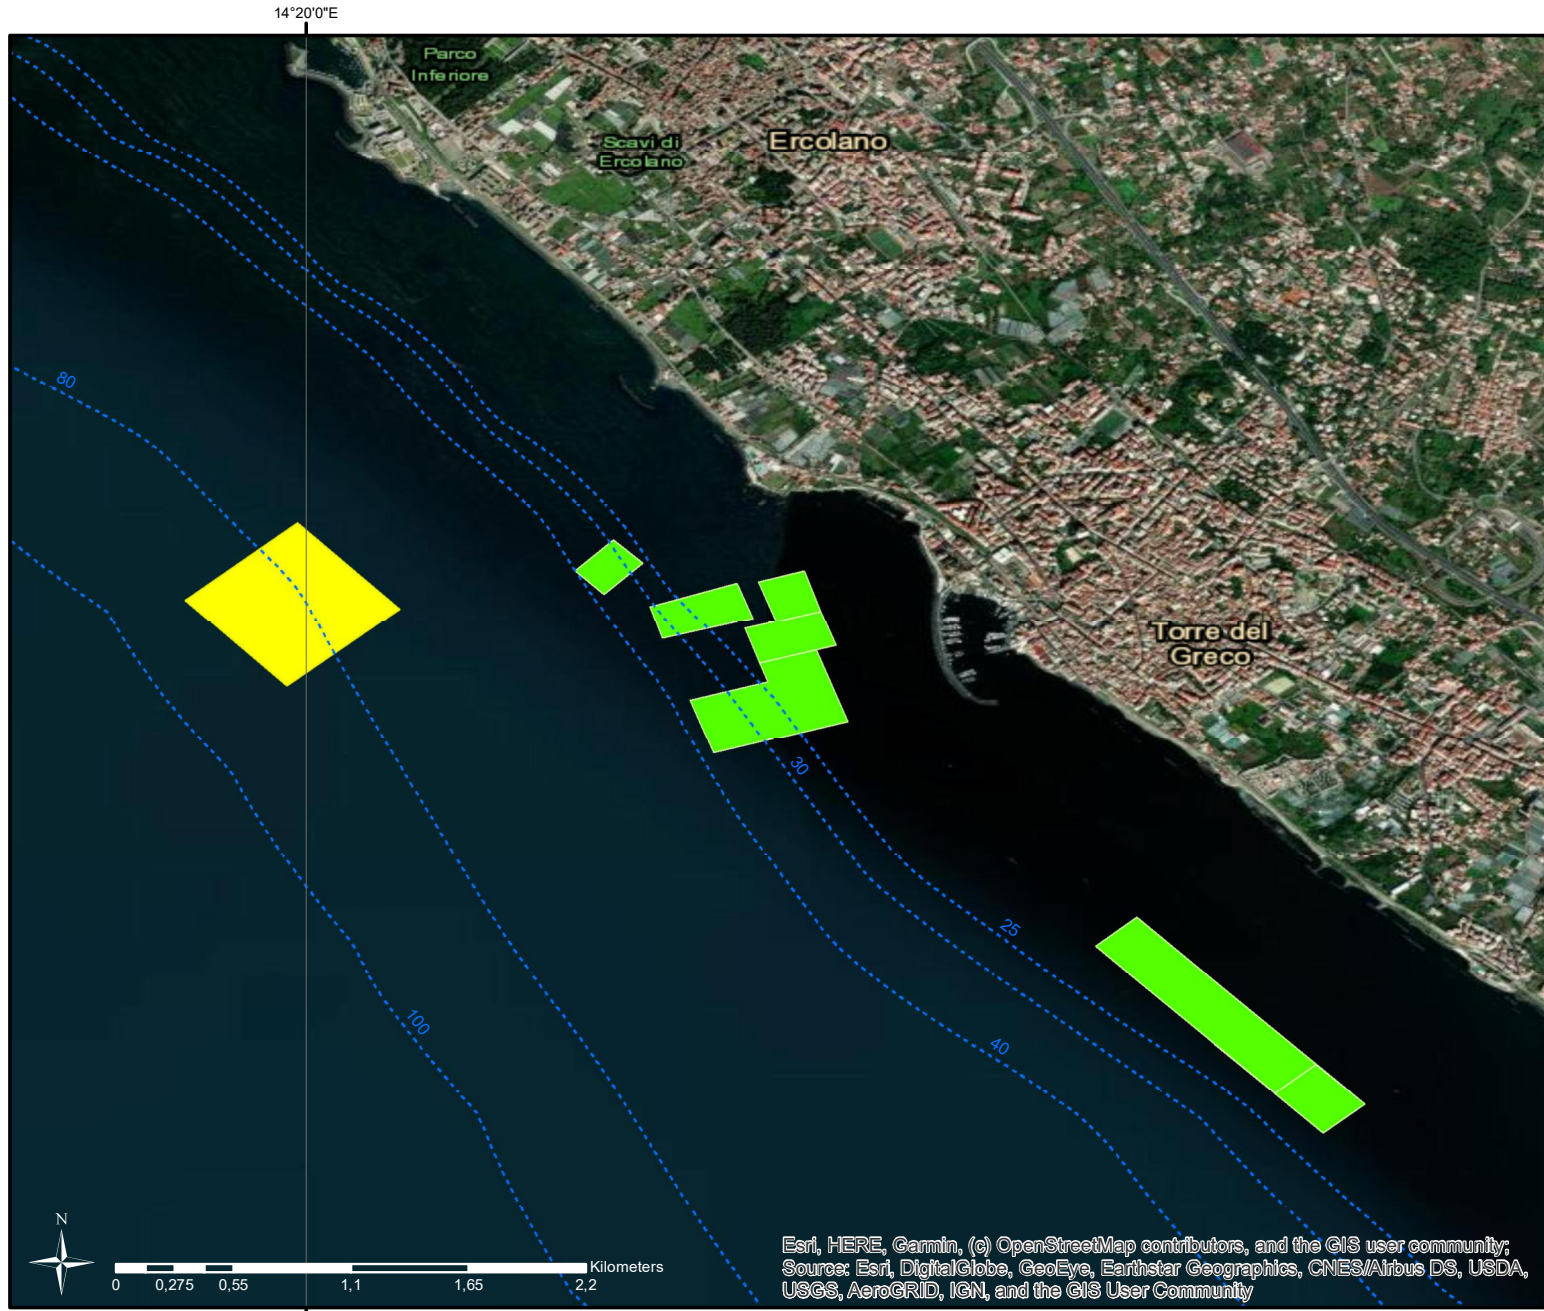 14°20'0"E
Parco
Inferiore
Scavi di
Ercolano
Ercolano
80
Torre del
Greco
30
25
100
40
N
Kilometers
0 0,275 0,55 1,1 1,65 2,2
Esri, HERE, Garmin, (c) OpenStreetMap contributors, and the GIS user community;
Source: Esri, DigitalGlobe, GeoEye, Earthstar Geographics, CNES/Airbus DS, USDA,
USGS, AeroGRID, IGN, and the GIS User Community